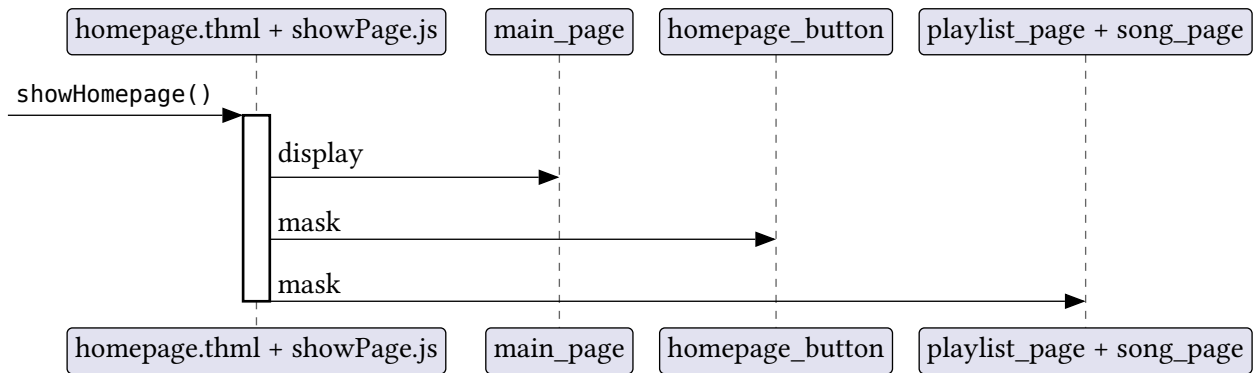 homepage.thml + showPage.js main_page homepage_button playlist_page + song_page
showHomepage()
display
mask
mask
homepage.thml + showPage.js main_page homepage_button playlist_page + song_page